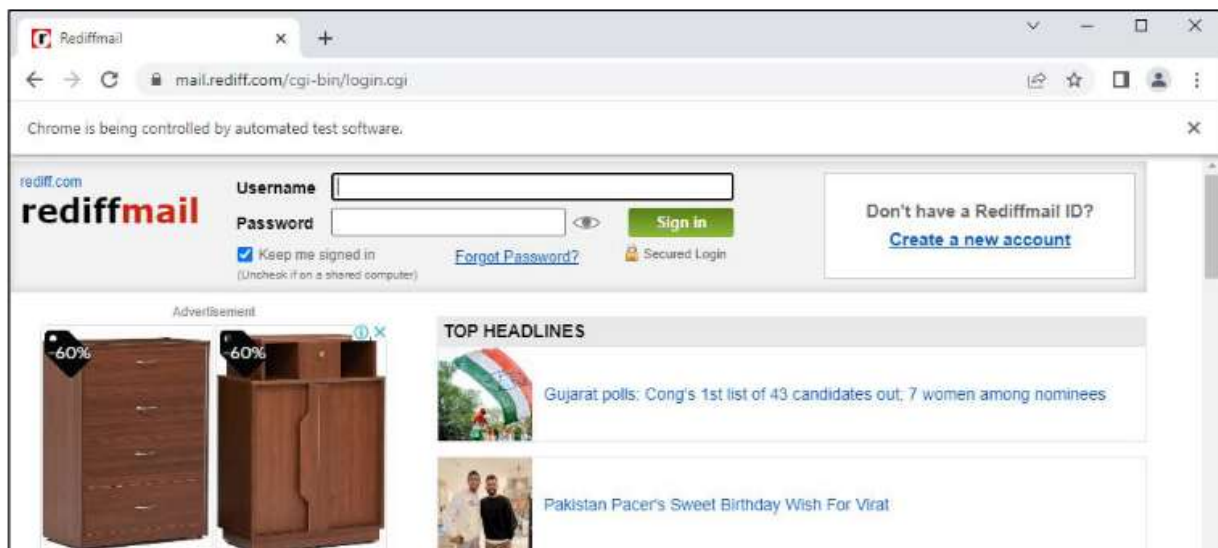 Rediffmail
mail.rediff.com/cgi-bin/login.cgi
Chrome is being controlled by automated test software.
rediff.com
rediffmail
Username
Password
Sign in
Keep me signed in
(Uncheck if on a shared computer)
Forgot Password?
Secured Login
Don't have a Rediffmail ID?
Create a new account
Advertisement
-60%
-60%
TOP HEADLINES
Gujarat polls: Cong's 1st list of 43 candidates out; 7 women among nominees
Pakistan Pacer's Sweet Birthday Wish For Virat